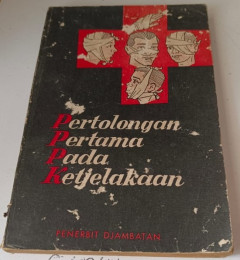 Pertolongan
Pertama
Pada
Ketjelakaan
PENERBIT DJAMBATAN